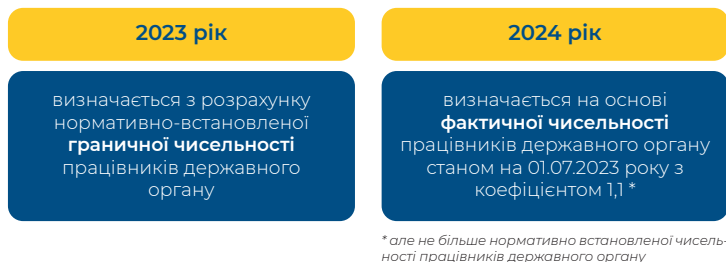 2023 рік
визначається з розрахунку
нормативно-встановленої
граничної чисельності
працівників державного
органу
2024 рік
визначається на основі
фактичної чисельності
працівників державного органу
станом на 01.07.2023 року з
коефіцієнтом 1,1 *
* але не більше нормативно встановленої чисель-
ності працівників державного органу